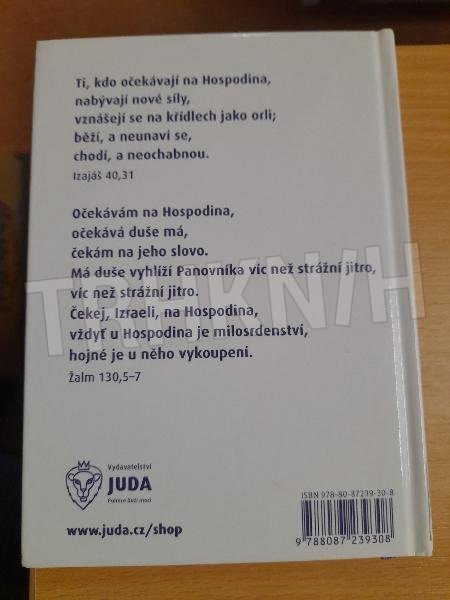 Ti, kdo očekávají na Hospodina,
nabývají nové síly,
vznášejí se na křídlech jako orli;
běží, a neunaví se,
chodí, a neochabnou.
Izajáš 40,31
Očekávám na Hospodina,
očekává duše má,
čekám na jeho slovo.
Má duše vyhlíží Panovníka víc než strážní jitro,
víc než strážní jitro.
Čekej, Izraeli, na Hospodina,
vždyť u Hospodina je milosrdenství,
hojné je u něho vykoupení.
Žalm 130,5–7
TRHKNIH
Vydavatelství
JUDA
Poznice Boží moci
www.juda.cz/shop
ISBN 978-80-87239-30-8
9 788087 239308